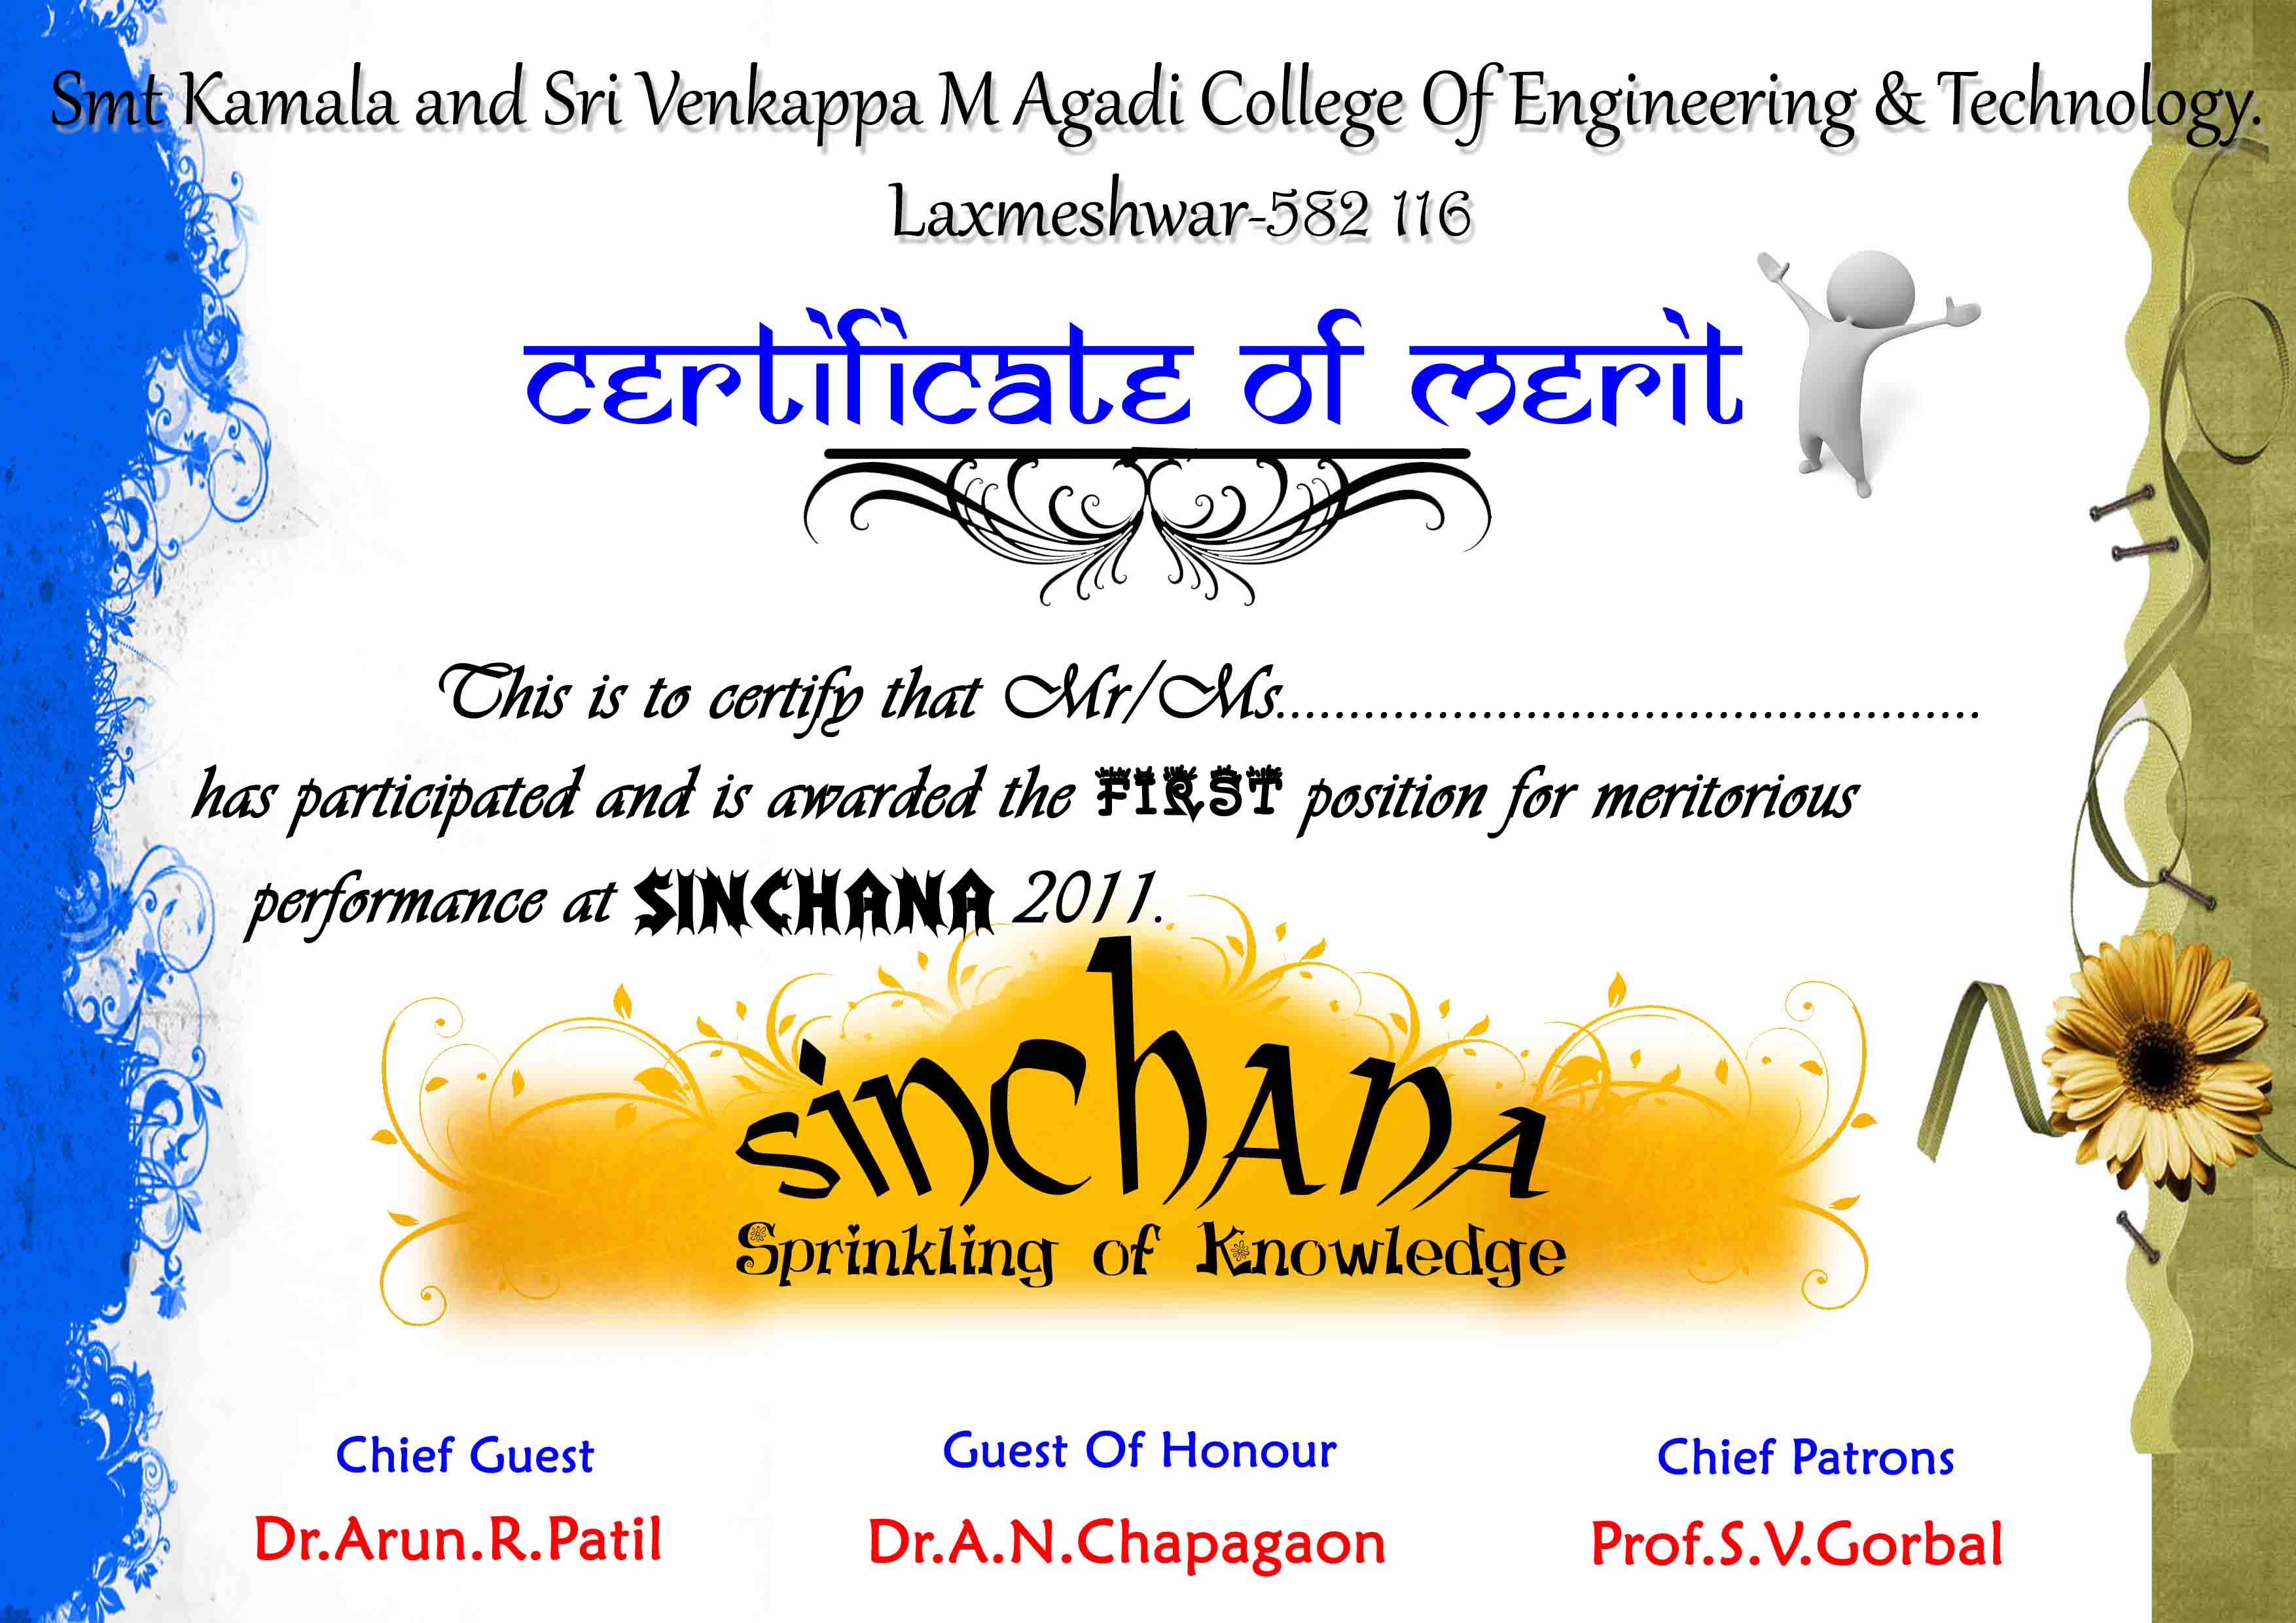 Smt Kamala and Sri Venkappa M Agadi College Of Engineering & Technology.
Laxmeshwar-582 116
certificate of merit
This is to certify that Mr/Ms................................................
has participated and is awarded the FIRST position for meritorious
performance at SINCHANA 2011.
sinchana
Sprinkling of Knowledge
Chief Guest
Guest Of Honour
Chief Patrons
Dr.Arun.R.Patil
Dr.A.N.Chapagaon
Prof.S.V.Gorbal